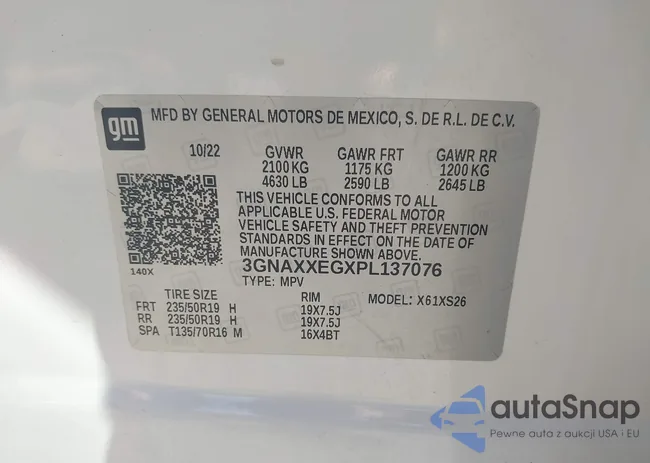 gm
MFD BY GENERAL MOTORS DE MEXICO, S. DE R.L. DE C.V.
10/22 GVWR GAWR FRT GAWR RR
2100 KG 1175 KG 1200 KG
4630 LB 2590 LB 2645 LB
THIS VEHICLE CONFORMS TO ALL
APPLICABLE U.S. FEDERAL MOTOR
VEHICLE SAFETY AND THEFT PREVENTION
STANDARDS IN EFFECT ON THE DATE OF
MANUFACTURE SHOWN ABOVE.
140X
3GNAXXEGXPL137076
TYPE: MPV MODEL: X61XS26
TIRE SIZE RIM
FRT 235/50R19 H 19X7.5J
RR 235/50R19 H 19X7.5J
SPA T135/70R16 M 16X4BT
autaSnap
Pewne auta z aukcji USA i EU